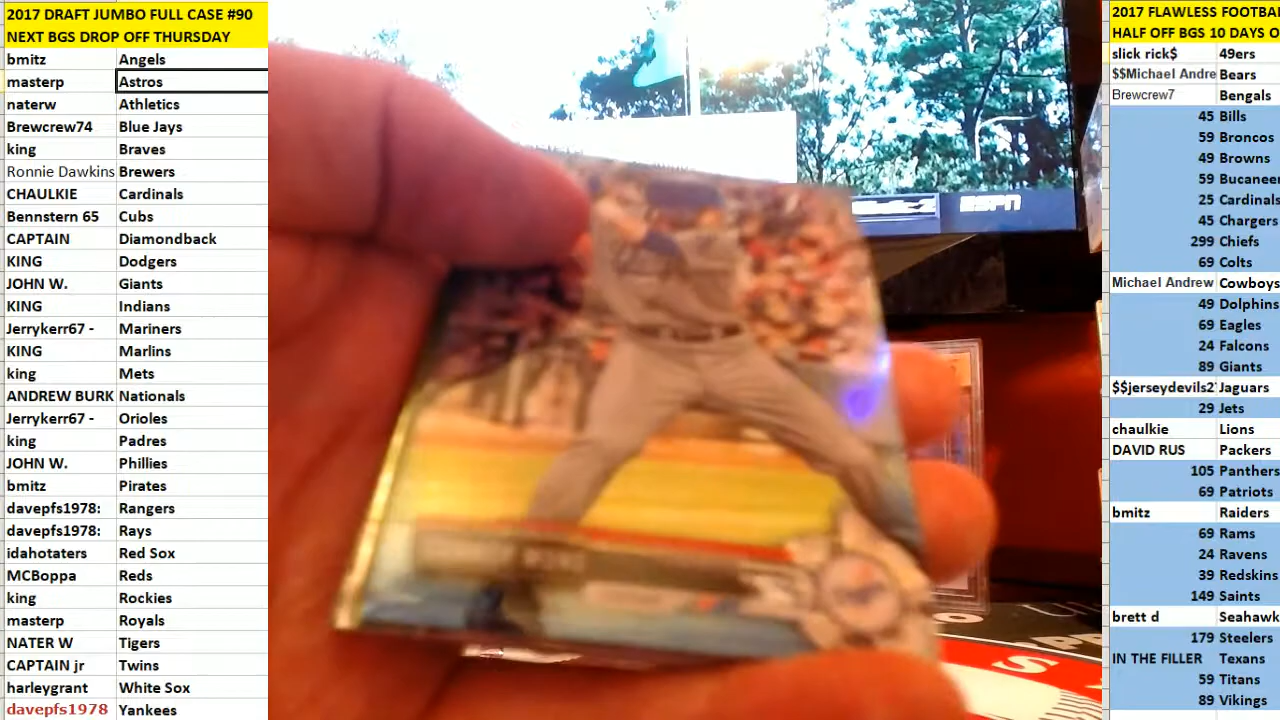 2017 DRAFT JUMBO FULL CASE #90
NEXT BGS DROP OFF THURSDAY
bmitz Angels
masterp Astros
naterw Athletics
Brewcrew74 Blue Jays
king Braves
Ronnie Dawkins Brewers
CHAULKIE Cardinals
Bennstern 65 Cubs
CAPTAIN Diamondback
KING Dodgers
JOHN W. Giants
KING Indians
Jerrykerr67 - Mariners
KING Marlins
king Mets
ANDREW BURK Nationals
Jerrykerr67 - Orioles
king Padres
JOHN W. Phillies
bmitz Pirates
davepfs1978: Rangers
davepfs1978: Rays
idahotaters Red Sox
MCBoppa Reds
king Rockies
masterp Royals
NATER W Tigers
CAPTAIN jr Twins
harleygrant White Sox
davepfs1978 Yankees
ESPN
2017 FLAWLESS FOOTBA
HALF OFF BGS 10 DAYS O
slick rick$ 49ers
$$Michael Andre Bears
Brewcrew7 Bengals
45 Bills
59 Broncos
49 Browns
59 Bucaneer
25 Cardinals
45 Chargers
299 Chiefs
69 Colts
Michael Andrew Cowboys
49 Dolphins
69 Eagles
24 Falcons
89 Giants
$$jerseydevils2 Jaguars
29 Jets
chaulkie Lions
DAVID RUS Packers
105 Panthers
69 Patriots
bmitz Raiders
69 Rams
24 Ravens
39 Redskins
149 Saints
brett d Seahawk
179 Steelers
IN THE FILLER Texans
59 Titans
89 Vikings